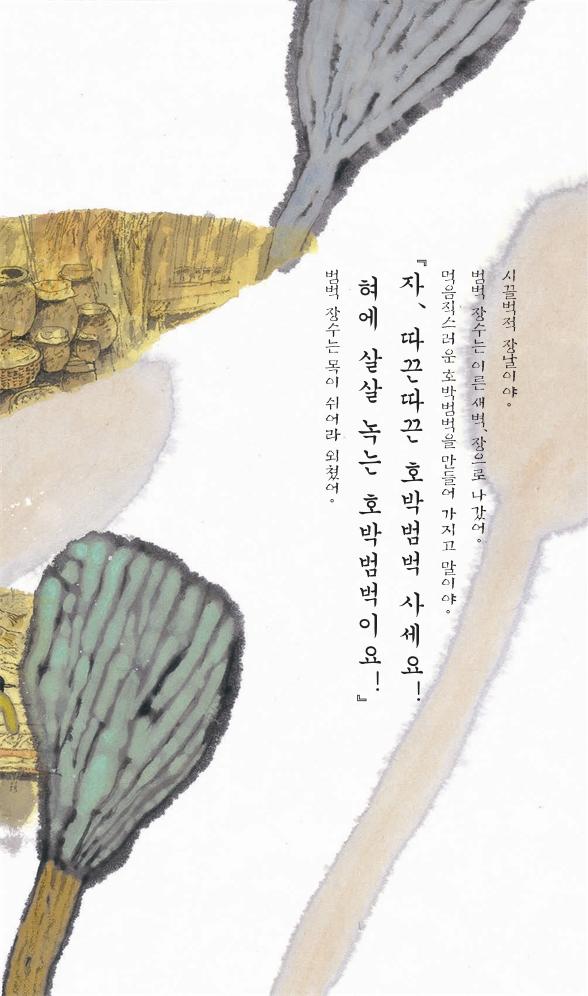 시끌벅적 장날이야。
범벅 장수는 이른 새벽、장으로 나갔어。
먹음직스러운 호박범벅을 만들어 가지고 말이야。
『자、따끈따끈 호박범벅 사세요!
혀에 살살 녹는 호박범벅이요!』
범벅 장수는 목이 쉬어라 외쳤어。